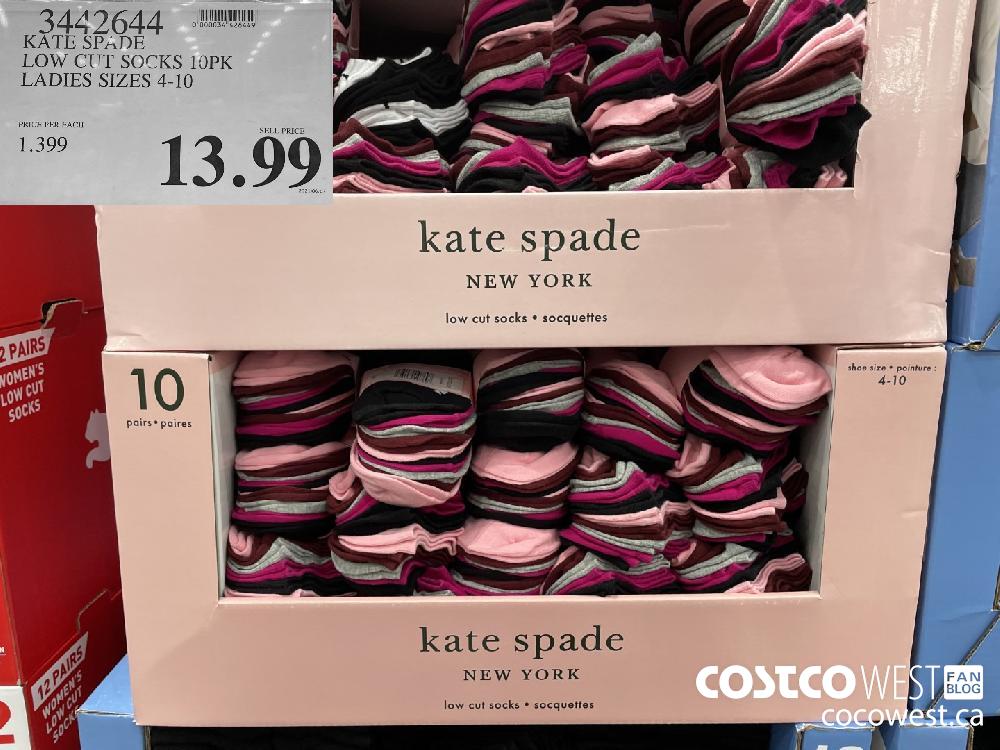 3442644
KATE SPADE
LOW CUT SOCKS 10PK
LADIES SIZES 4-10
PRICE PER EACH
1.399
SELL PRICE
13.99
kate spade
NEW YORK
low cut socks • socquettes
10
pairs • paires
shoe size • pointure :
4-10
kate spade
NEW YORK
low cut socks • socquettes
2 PAIRS
WOMEN'S
LOW CUT
SOCKS
12 PAIRS
WOMEN'S
LOW CUT
SOCKS
COSTCO WEST FAN BLOG
cocowest.ca